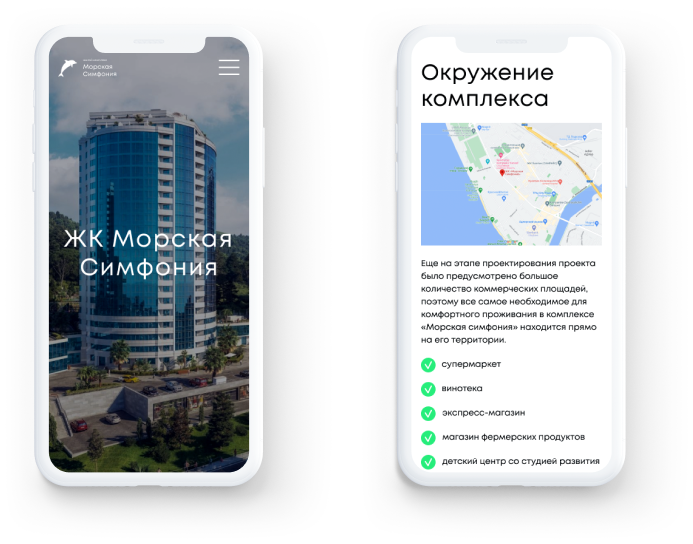 Морская
Симфония
ЖК Морская
Симфония
Окружение
комплекса
Еще на этапе проектирования проекта
было предусмотрено большое
количество коммерческих площадей,
поэтому все самое необходимое для
комфортного проживания в комплексе
«Морская симфония» находится прямо
на его территории.
супермаркет
винотека
экспресс-магазин
магазин фермерских продуктов
детский центр со студией развития